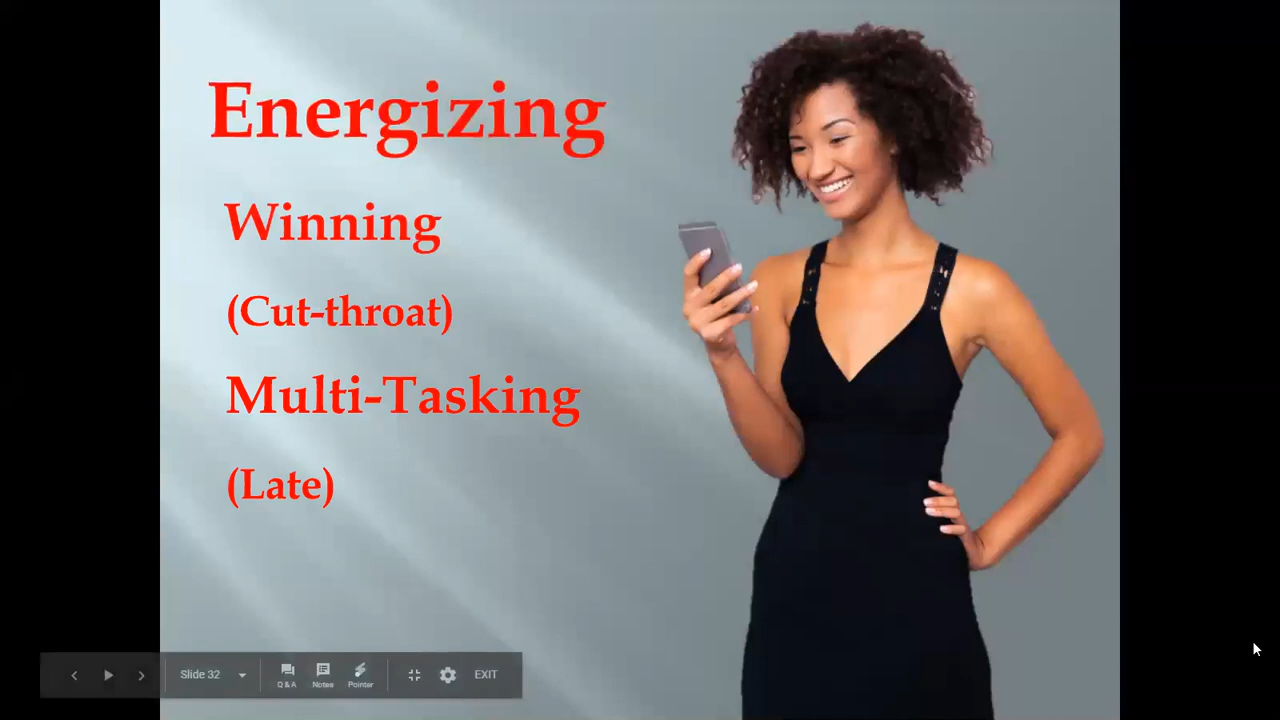 Energizing
Winning
(Cut-throat)
Multi-Tasking
(Late)
Slide 32
Q & A
Notes
Pointer
EXIT